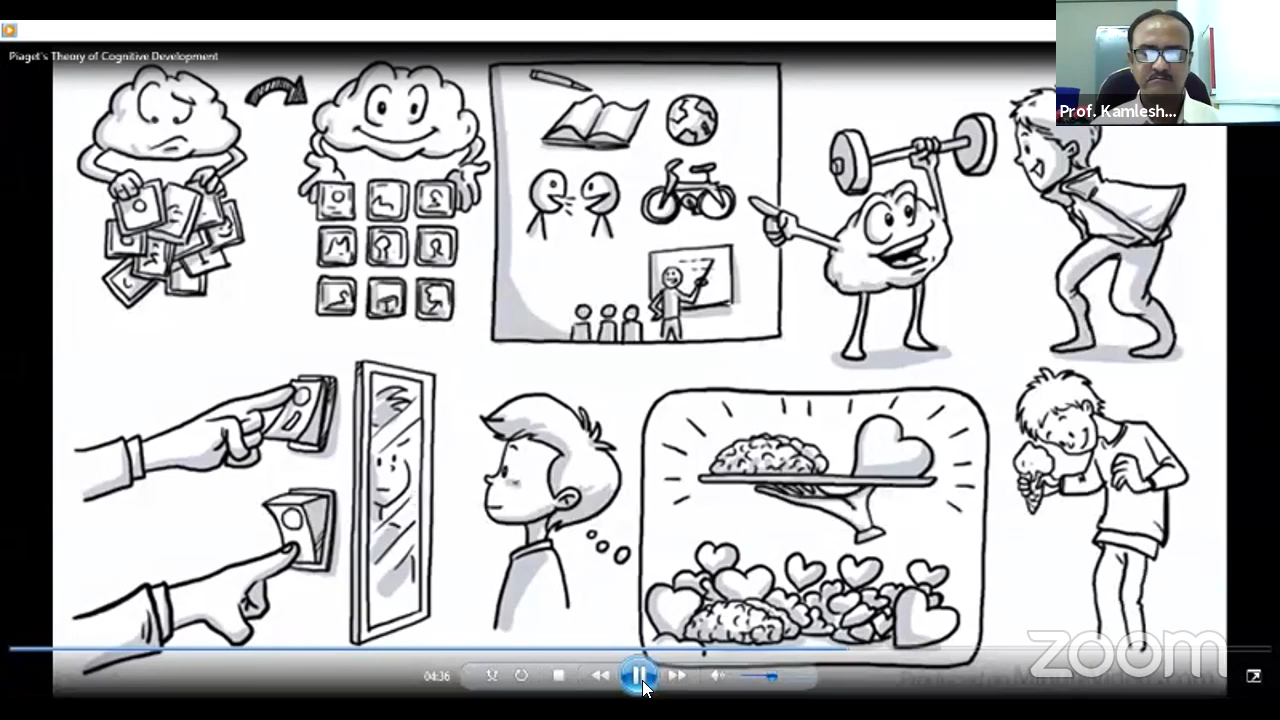 Piaget's Theory of Cognitive Development
Prof. Kamlesh...
04:36
zoom